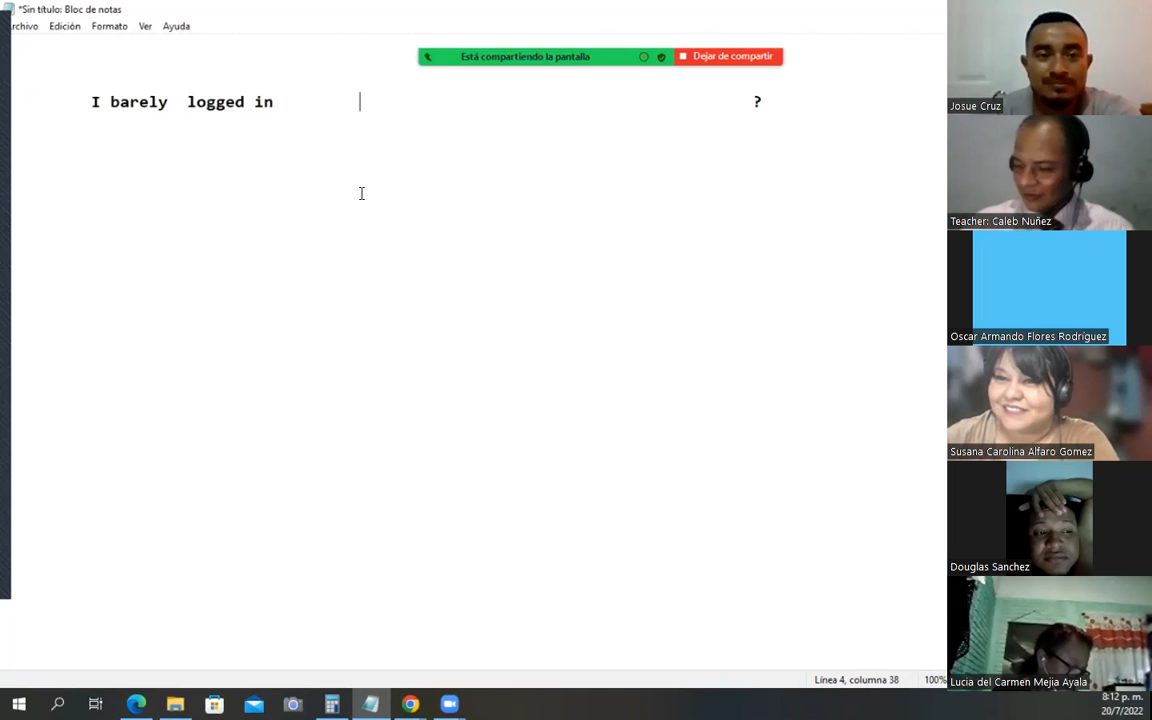 *Sin título: Bloc de notas
rchivo Edición Formato Ver Ayuda
Está compartiendo la pantalla Dejar de compartir
I barely logged in ?
Josue Cruz
Teacher: Caleb Nuñez
Oscar Armando Flores Rodríguez
Susana Carolina Alfaro Gomez
Douglas Sanchez
Lucia del Carmen Mejia Ayala
Línea 4, columna 38 100%
8:12 p. m.
20/7/2022